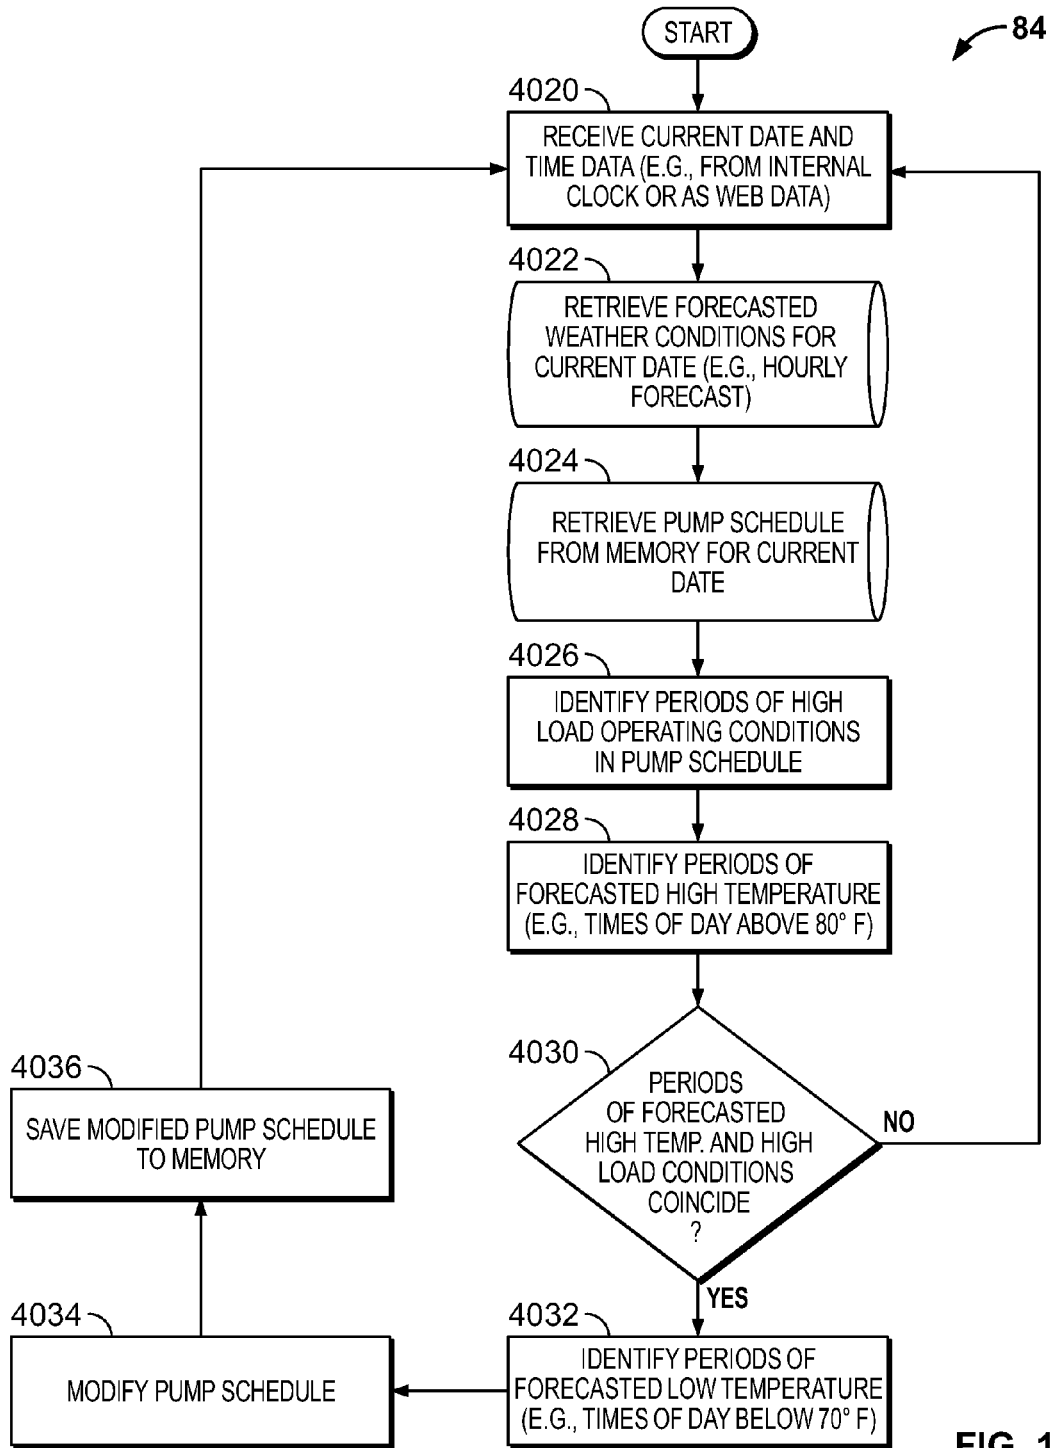 START
84
4020
RECEIVE CURRENT DATE AND
TIME DATA (E.G., FROM INTERNAL
CLOCK OR AS WEB DATA)
4022
RETRIEVE FORECASTED
WEATHER CONDITIONS FOR
CURRENT DATE (E.G., HOURLY
FORECAST)
4024
RETRIEVE PUMP SCHEDULE
FROM MEMORY FOR CURRENT
DATE
4026
IDENTIFY PERIODS OF HIGH
LOAD OPERATING CONDITIONS
IN PUMP SCHEDULE
4028
IDENTIFY PERIODS OF
FORECASTED HIGH TEMPERATURE
(E.G., TIMES OF DAY ABOVE 80° F)
4030
PERIODS
OF FORECASTED
HIGH TEMP. AND HIGH
LOAD CONDITIONS
COINCIDE
?
NO
YES
4032
IDENTIFY PERIODS OF
FORECASTED LOW TEMPERATURE
(E.G., TIMES OF DAY BELOW 70° F)
4034
MODIFY PUMP SCHEDULE
4036
SAVE MODIFIED PUMP SCHEDULE
TO MEMORY
FIG. 1